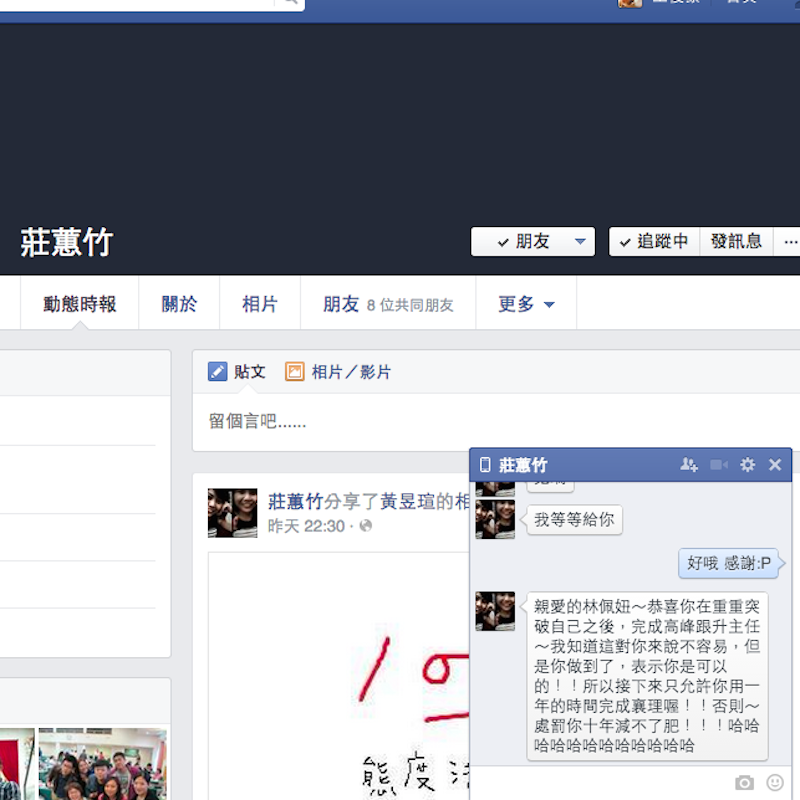 莊蕙竹
朋友
追蹤中
發訊息
動態時報
關於
相片
朋友 8 位共同朋友
更多
貼文
相片／影片
留個言吧......
莊蕙竹分享了黃昱瑄的相
昨天 22:30
態度
莊蕙竹
我等等給你
好哦 感謝:P
親愛的林佩妞～恭喜你在重重突
破自己之後，完成高峰跟升主任
～我知道這對你來說不容易，但
是你做到了，表示你是可以
的！！所以接下來只允許你用一
年的時間完成襄理喔！！否則～
處罰你十年減不了肥！！！哈哈
哈哈哈哈哈哈哈哈哈哈